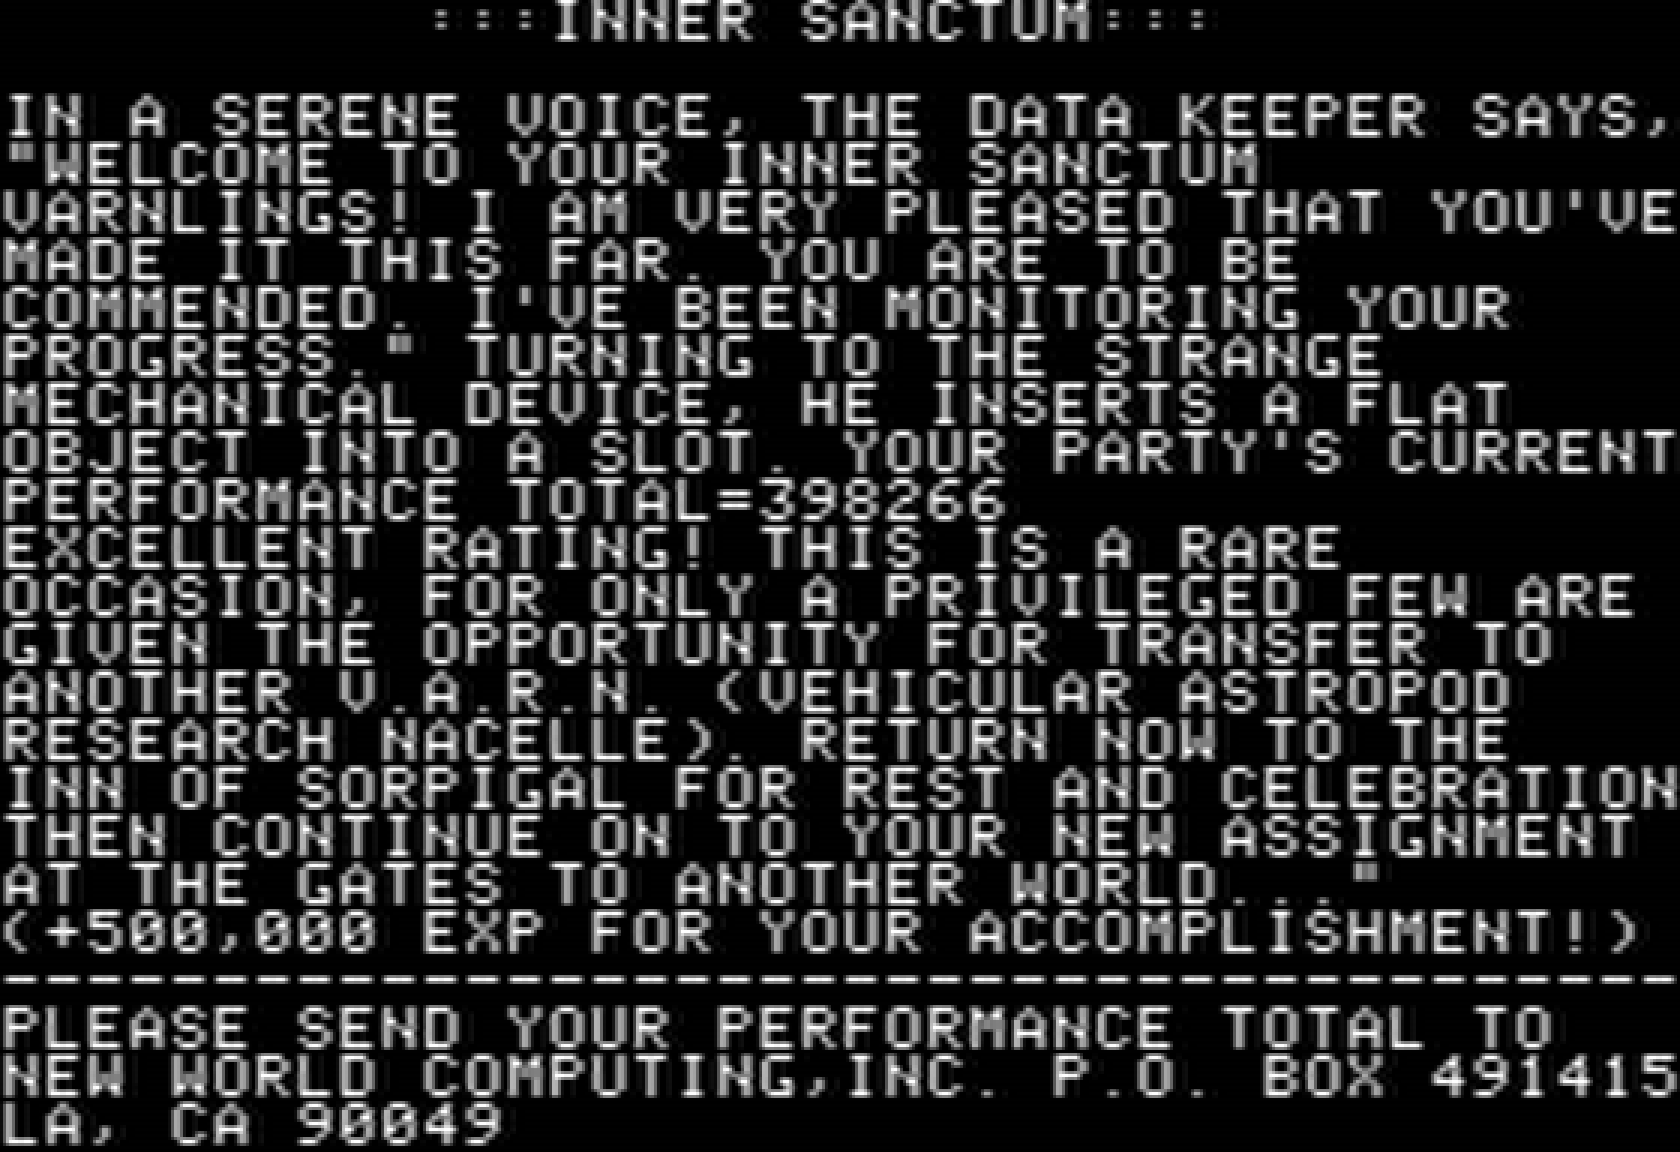 :::INNER SANCTUM:::
IN A SERENE VOICE, THE DATA KEEPER SAYS,
"WELCOME TO YOUR INNER SANCTUM
VARNLINGS! I AM VERY PLEASED THAT YOU'VE
MADE IT THIS FAR. YOU ARE TO BE
COMMENDED. I'VE BEEN MONITORING YOUR
PROGRESS." TURNING TO THE STRANGE
MECHANICAL DEVICE, HE INSERTS A FLAT
OBJECT INTO A SLOT. YOUR PARTY'S CURRENT
PERFORMANCE TOTAL=398266
EXCELLENT RATING! THIS IS A RARE
OCCASION, FOR ONLY A PRIVILEGED FEW ARE
GIVEN THE OPPORTUNITY FOR TRANSFER TO
ANOTHER V.A.R.N. (VEHICULAR ASTROPOD
RESEARCH NACELLE). RETURN NOW TO THE
INN OF SORPIGAL FOR REST AND CELEBRATION
THEN CONTINUE ON TO YOUR NEW ASSIGNMENT
AT THE GATES TO ANOTHER WORLD..."
(+500,000 EXP FOR YOUR ACCOMPLISHMENT!)
----------------------------------------
PLEASE SEND YOUR PERFORMANCE TOTAL TO
NEW WORLD COMPUTING,INC. P.O. BOX 491415
LA, CA 90049